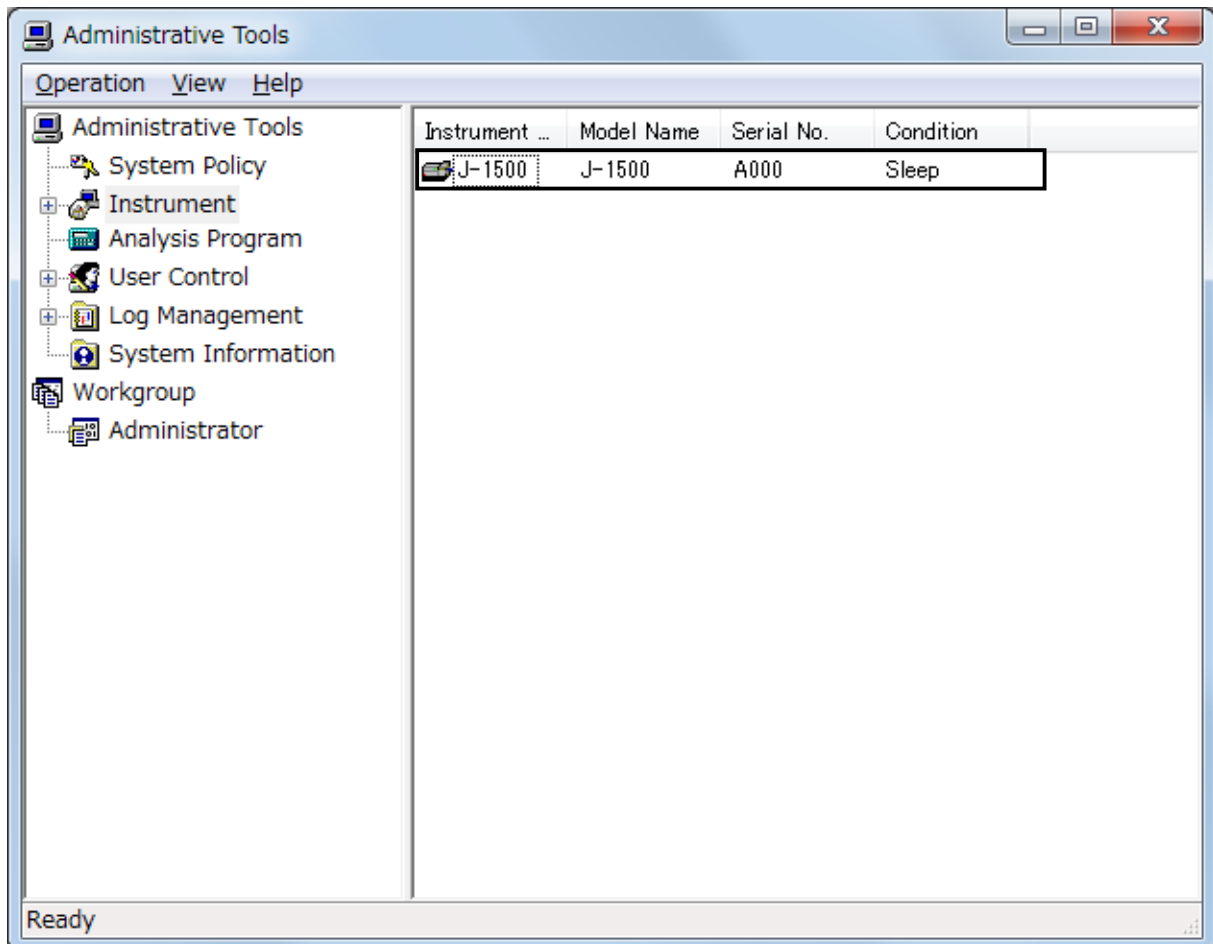 Administrative Tools
Operation View Help
Administrative Tools
System Policy
Instrument
Analysis Program
User Control
Log Management
System Information
Workgroup
Administrator
Instrument ... Model Name Serial No. Condition
J-1500 J-1500 A000 Sleep
Ready